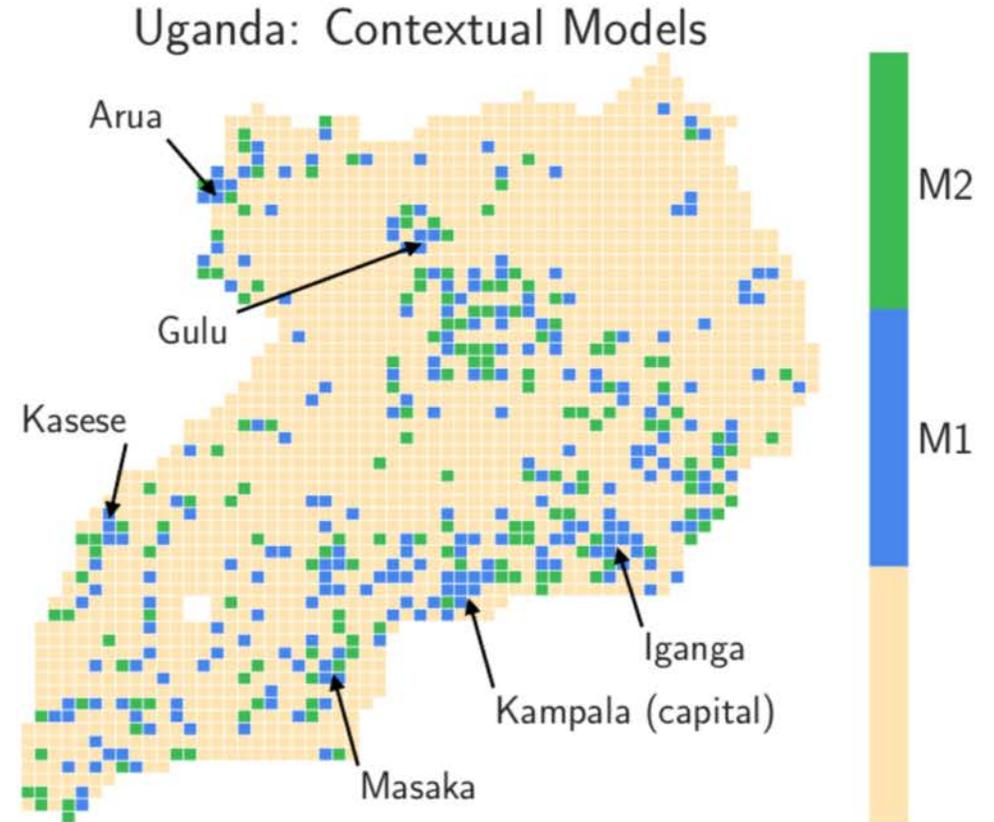 Uganda: Contextual Models
Arua
M2
Gulu
Kasese
M1
Iganga
Kampala (capital)
Masaka